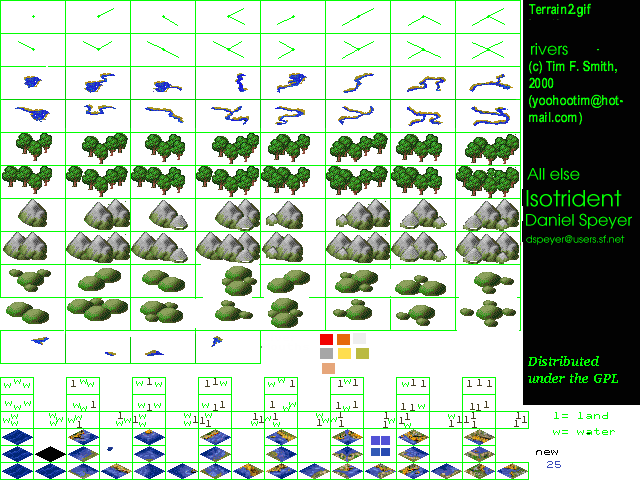 Terrain2.gif
rivers
(c) Tim F. Smith,
2000
(yoohootim@hot-
mail.com)
All else
Isotrident
Daniel Speyer
dspeyer@users.sf.net
Distributed
under the GPL
l= land
w= water
new
25